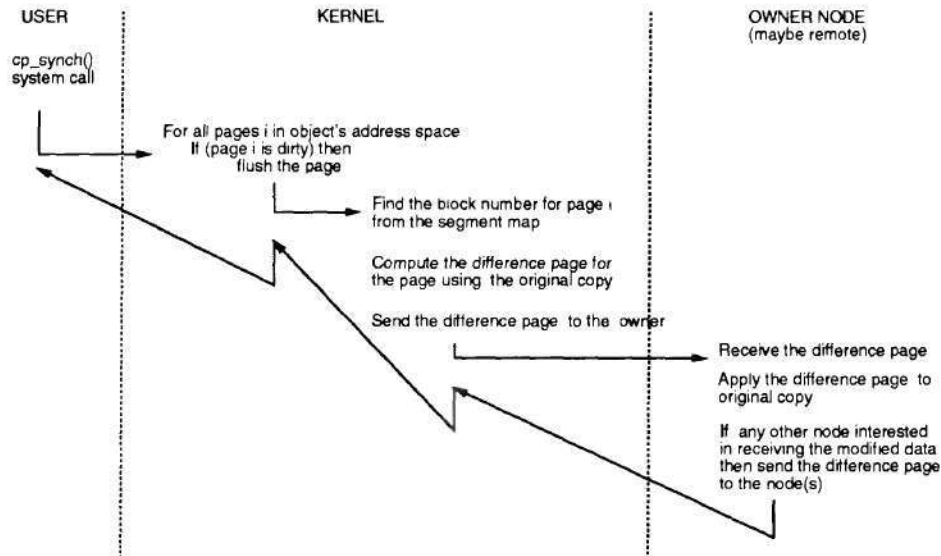 USER
KERNEL
OWNER NODE
(maybe remote)
cp_synch()
system call
For all pages i in object's address space
If (page i is dirty) then
flush the page
Find the block number for page i
from the segment map
Compute the difference page for
the page using the original copy
Send the difference page to the owner
Receive the difference page
Apply the difference page to
original copy
If any other node interested
in receiving the modified data
then send the difference page
to the node(s)